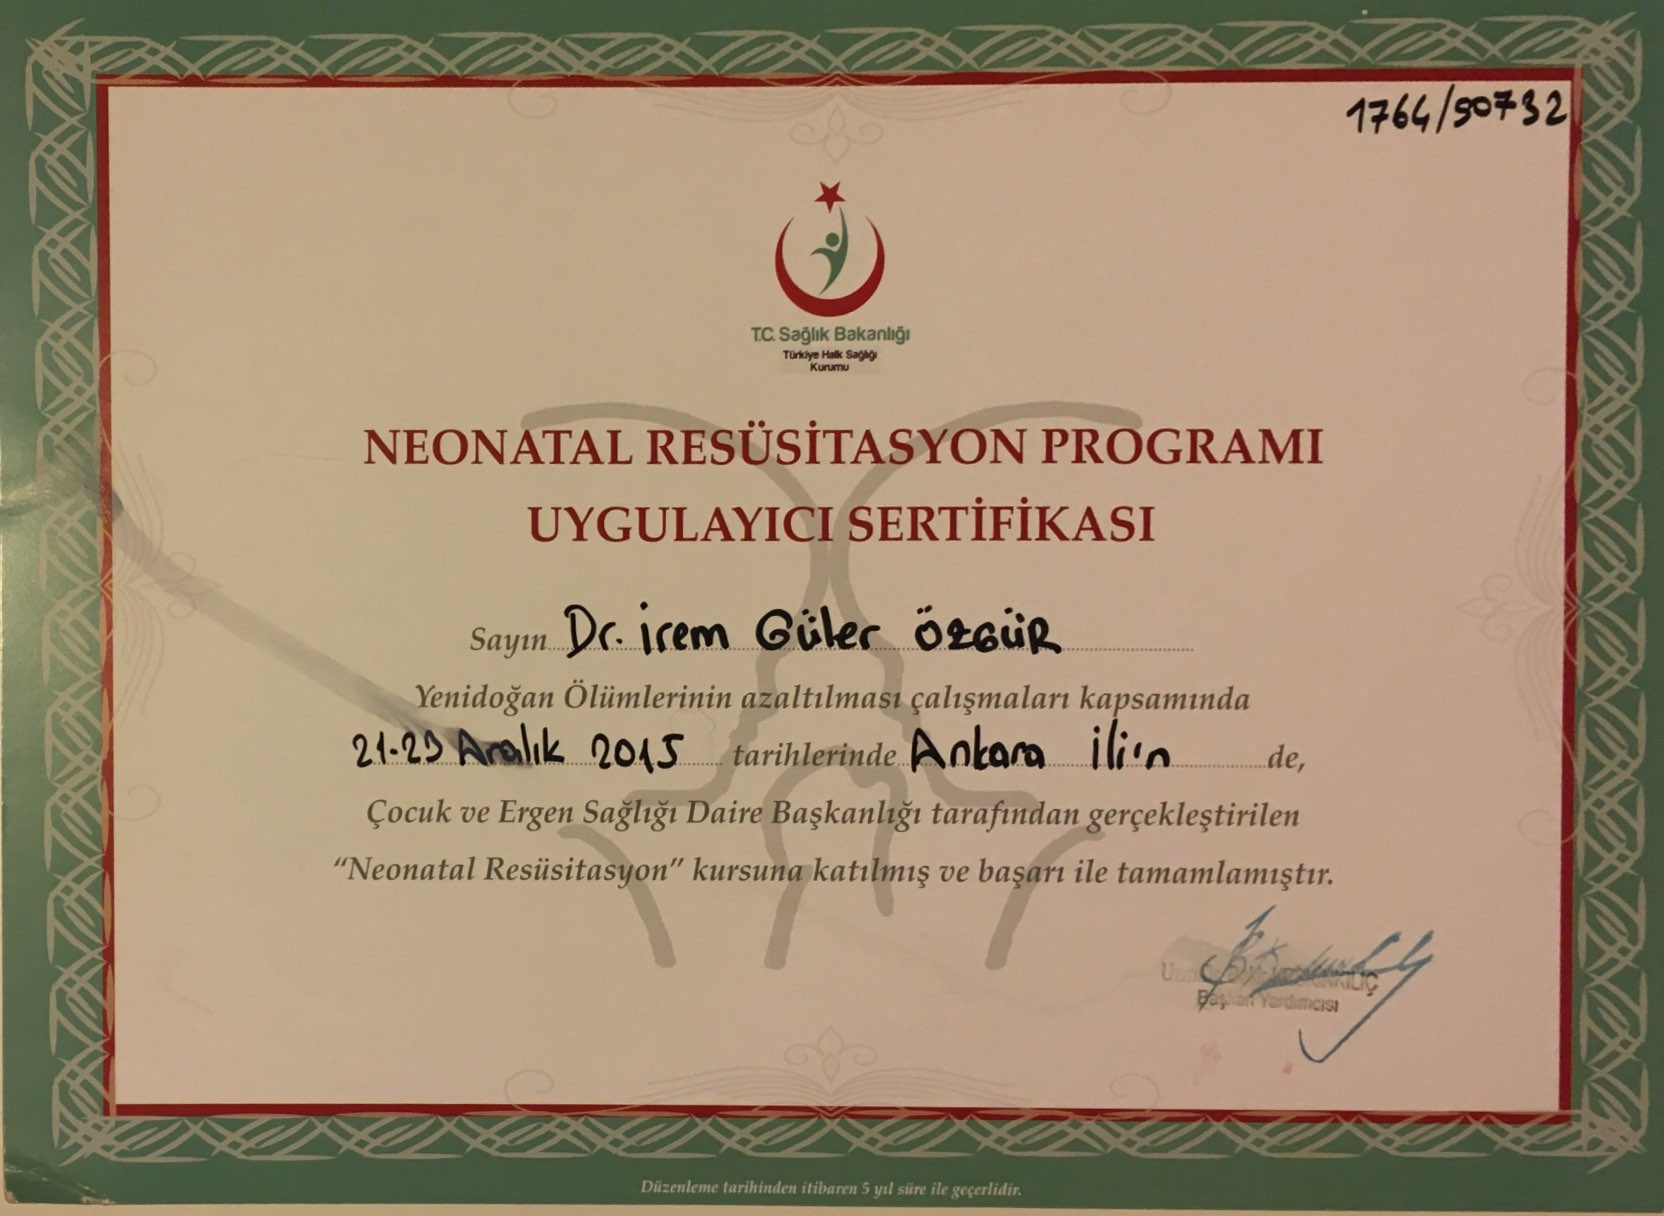 1764/50732
T.C. Sağlık Bakanlığı
Türkiye Halk Sağlığı
Kurumu
NEONATAL RESÜSİTASYON PROGRAMI
UYGULAYICI SERTİFİKASI
Sayın Dr. İrem Güler ÖZGÜR
Yenidoğan Ölümlerinin azaltılması çalışmaları kapsamında
21-23 Aralık 2015 tarihlerinde Ankara İli'n de,
Çocuk ve Ergen Sağlığı Daire Başkanlığı tarafından gerçekleştirilen
“Neonatal Resüsitasyon” kursuna katılmış ve başarı ile tamamlamıştır.
Başkan Yardımcısı
Düzenleme tarihinden itibaren 5 yıl süre ile geçerlidir.